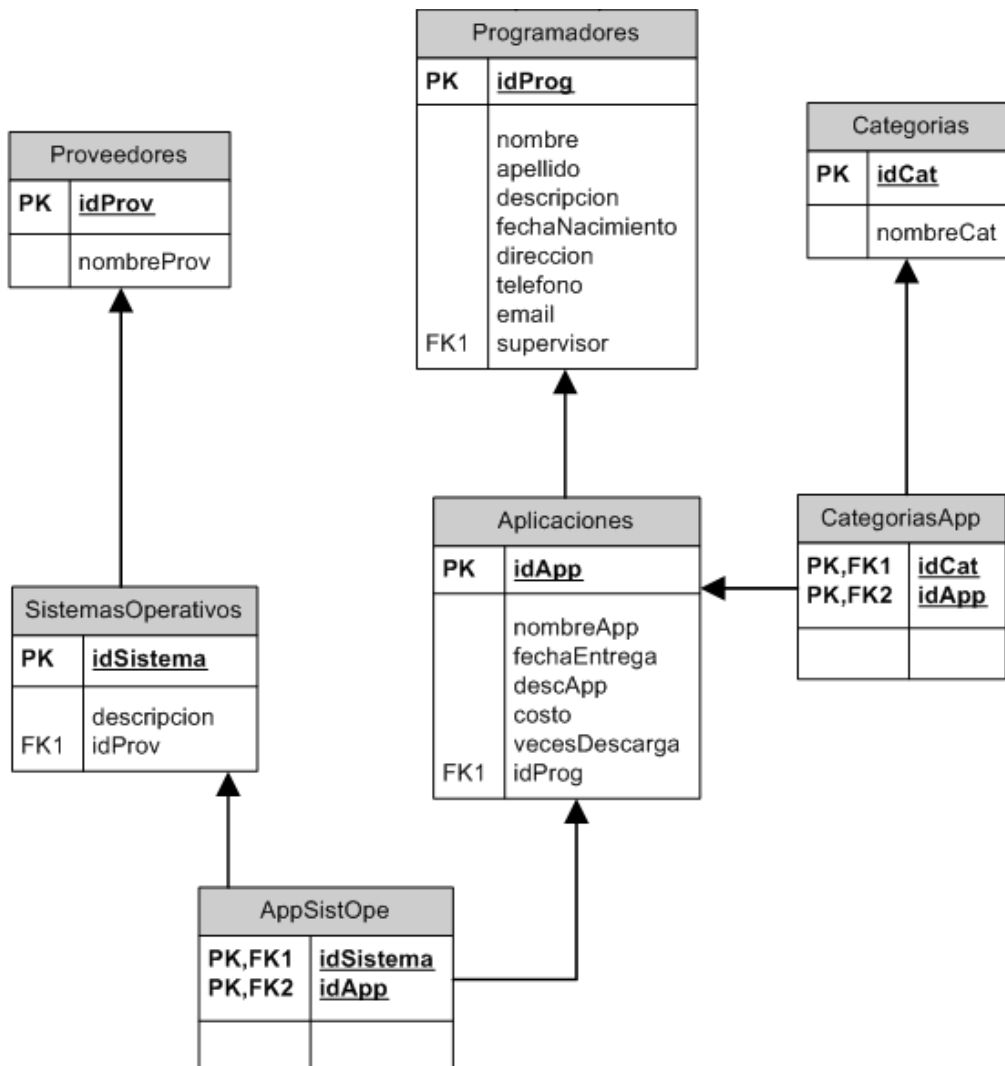 Programadores
PK idProg
nombre
apellido
descripcion
fechaNacimiento
direccion
telefono
email
FK1 supervisor
Proveedores
PK idProv
nombreProv
Categorias
PK idCat
nombreCat
SistemasOperativos
PK idSistema
descripcion
FK1 idProv
Aplicaciones
PK idApp
nombreApp
fechaEntrega
descApp
costo
vecesDescarga
FK1 idProg
CategoriasApp
PK,FK1 idCat
PK,FK2 idApp
AppSistOpe
PK,FK1 idSistema
PK,FK2 idApp